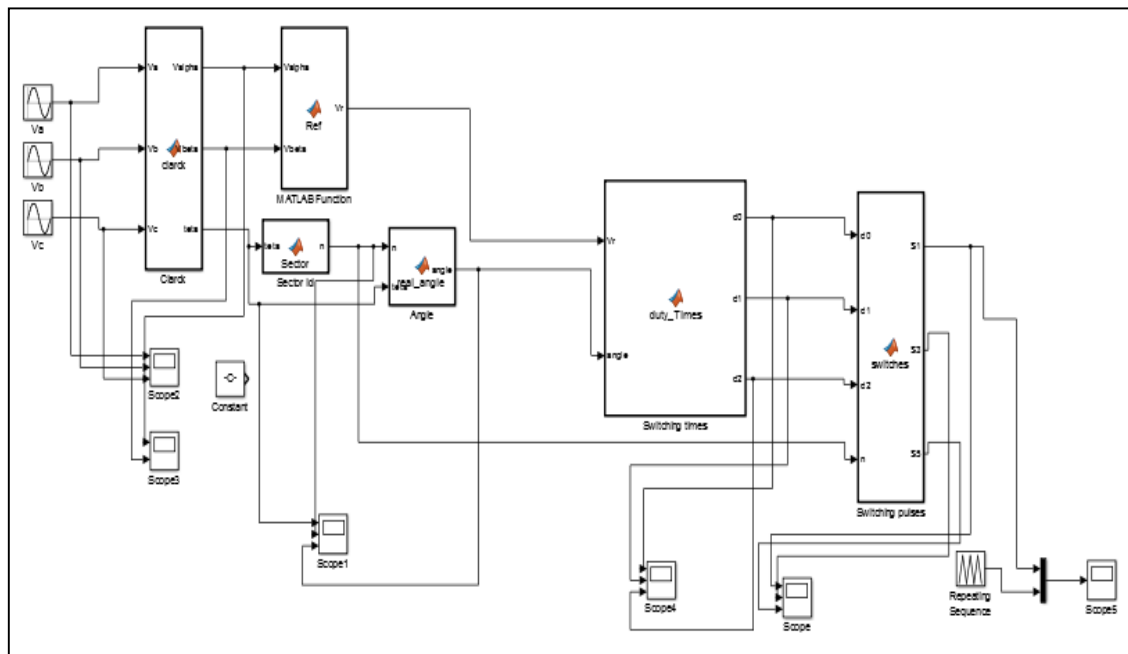 Va
Vb
Vc
Va
Vb
Vc
Valpha
Vbeta
teta
clarck
Clarck
Valpha
Vbeta
Vr
Ref
MATLAB Function
teta
n
Sector
Sector Id
n
teta
angle
real_angle
Angle
Vr
angle
d0
d1
d2
duty_Times
Switching times
d0
d1
d2
n
S1
S3
S5
switches
Switching pulses
Scope2
Constant
Scope3
Scope1
Scope4
Scope
Repeating
Sequence
Scope5